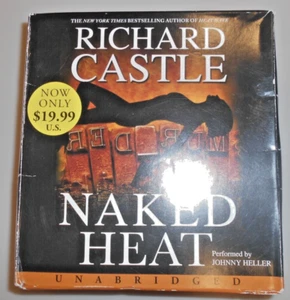 THE NEW YORK TIMES BESTSELLING AUTHOR OF HEAT WAVE
RICHARD
CASTLE
NOW
ONLY
$19.99
U.S.
NAKED
HEAT
Performed by
JOHNNY HELLER
UNABRIDGED